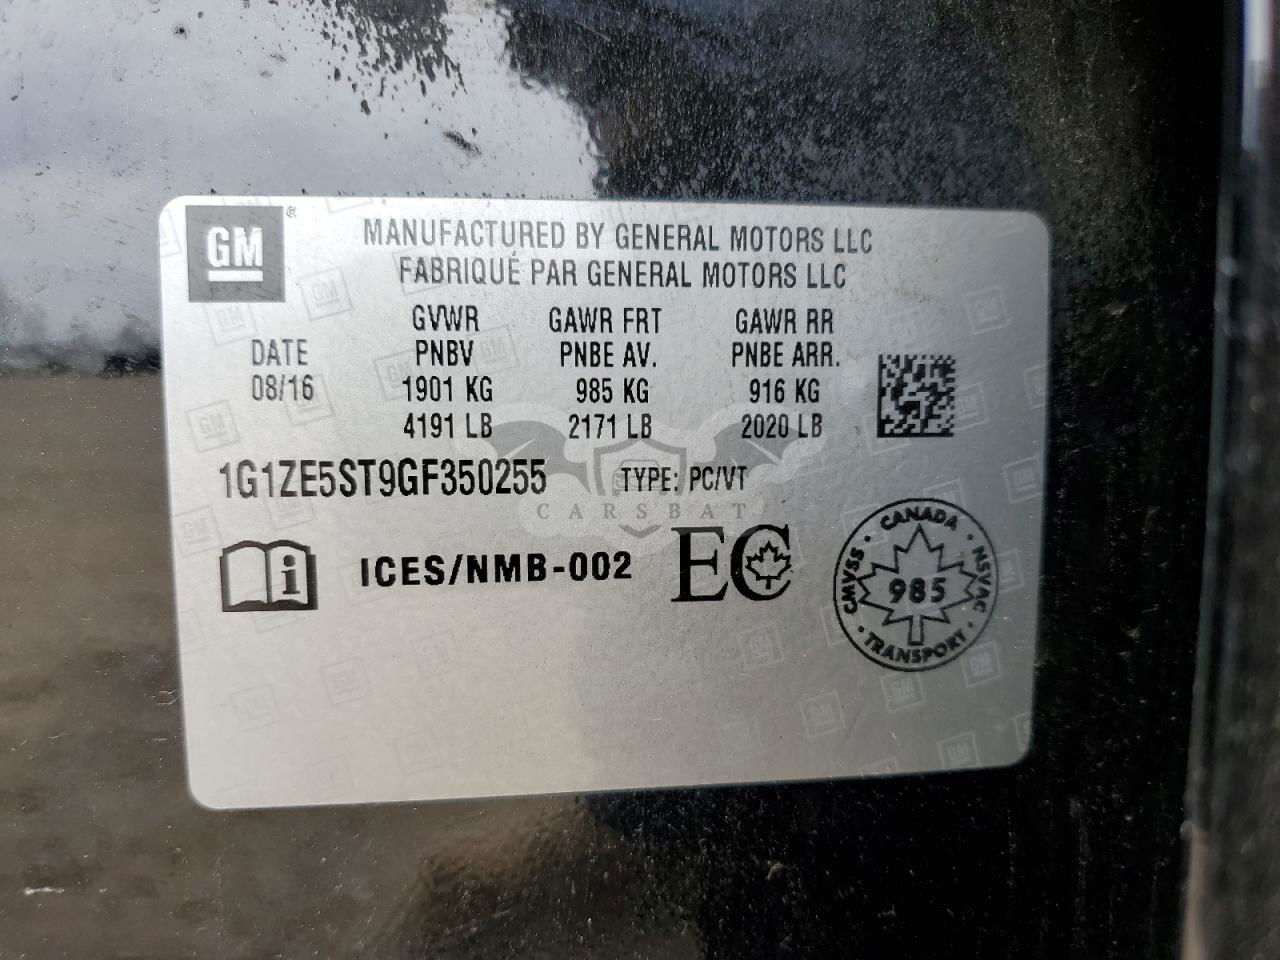 GM ®
MANUFACTURED BY GENERAL MOTORS LLC
FABRIQUÉ PAR GENERAL MOTORS LLC
GVWR GAWR FRT GAWR RR
DATE PNBV PNBE AV. PNBE ARR.
08/16 1901 KG 985 KG 916 KG
4191 LB 2171 LB 2020 LB
1G1ZE5ST9GF350255 TYPE: PC/VT
CARSBAT
i ICES/NMB-002 EC
CANADA
CMVSS · NSVAC
985
· TRANSPORT ·